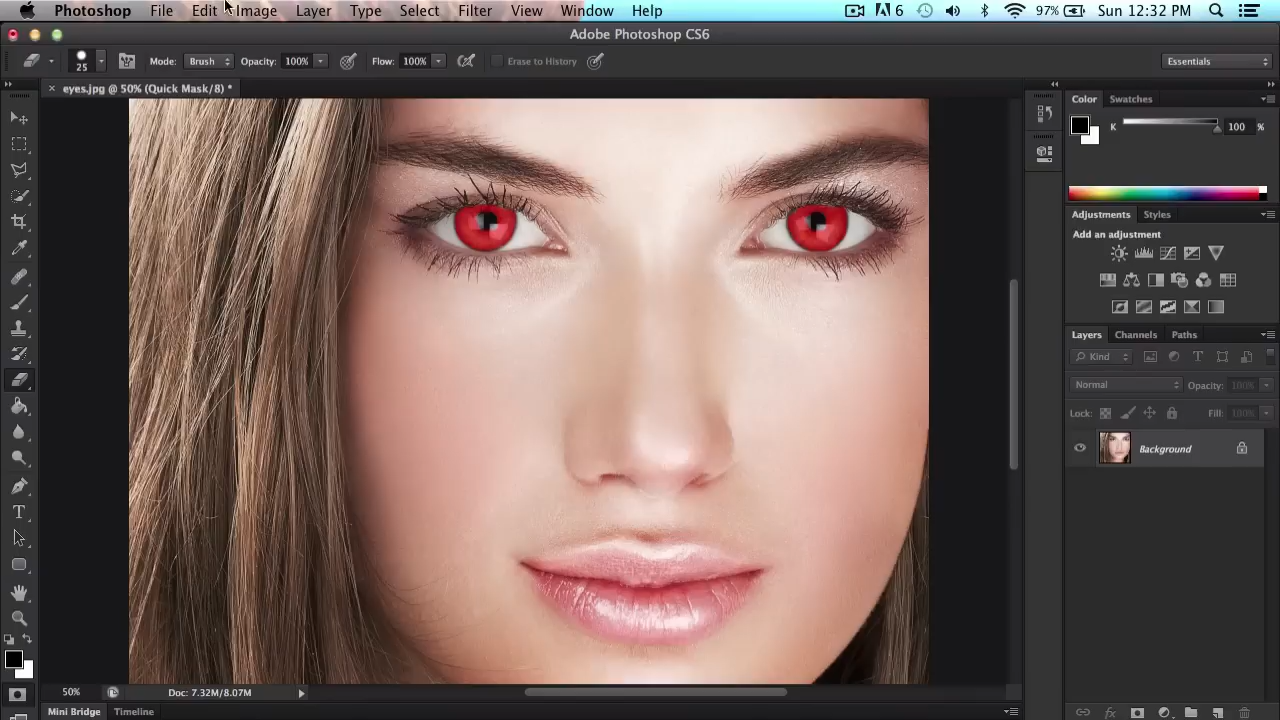 Photoshop File Edit Image Layer Type Select Filter View Window Help 6 97% Sun 12:32 PM
Adobe Photoshop CS6
25 Mode: Brush Opacity: 100% Flow: 100% Erase to History Essentials
× eyes.jpg @ 50% (Quick Mask/8) *
Color Swatches
K 100 %
Adjustments Styles
Add an adjustment
Layers Channels Paths
Kind
Normal Opacity: 100%
Lock: Fill: 100%
Background
50% Doc: 7.32M/8.07M
Mini Bridge Timeline